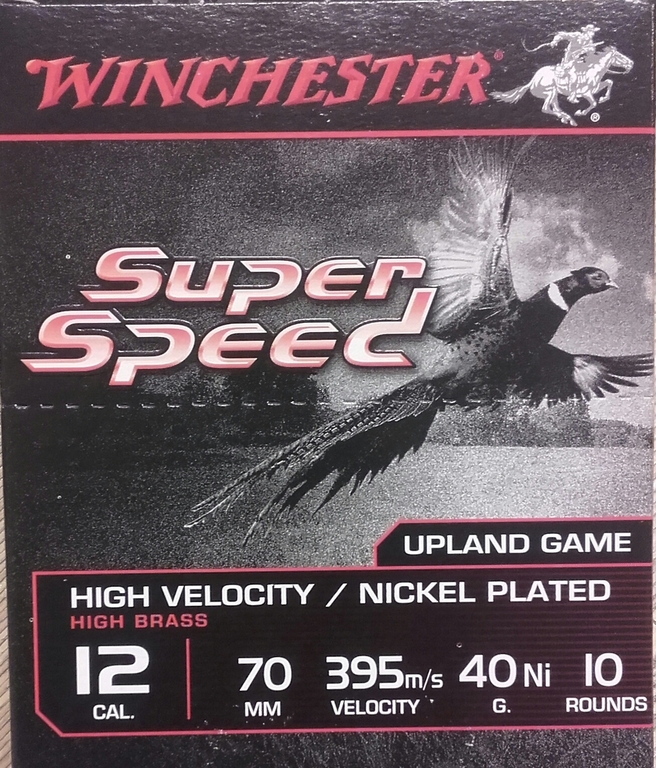 WINCHESTER®
®
Super
Speed
UPLAND GAME
HIGH VELOCITY / NICKEL PLATED
HIGH BRASS
12 70 395m/s 40 Ni 10
CAL. MM VELOCITY G. ROUNDS